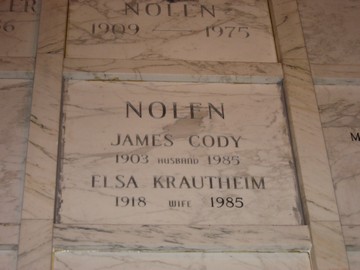 NOLEN
1909 1975
NOLEN
JAMES CODY
1903 HUSBAND 1985
ELSA KRAUTHEIM
1918 WIFE 1985